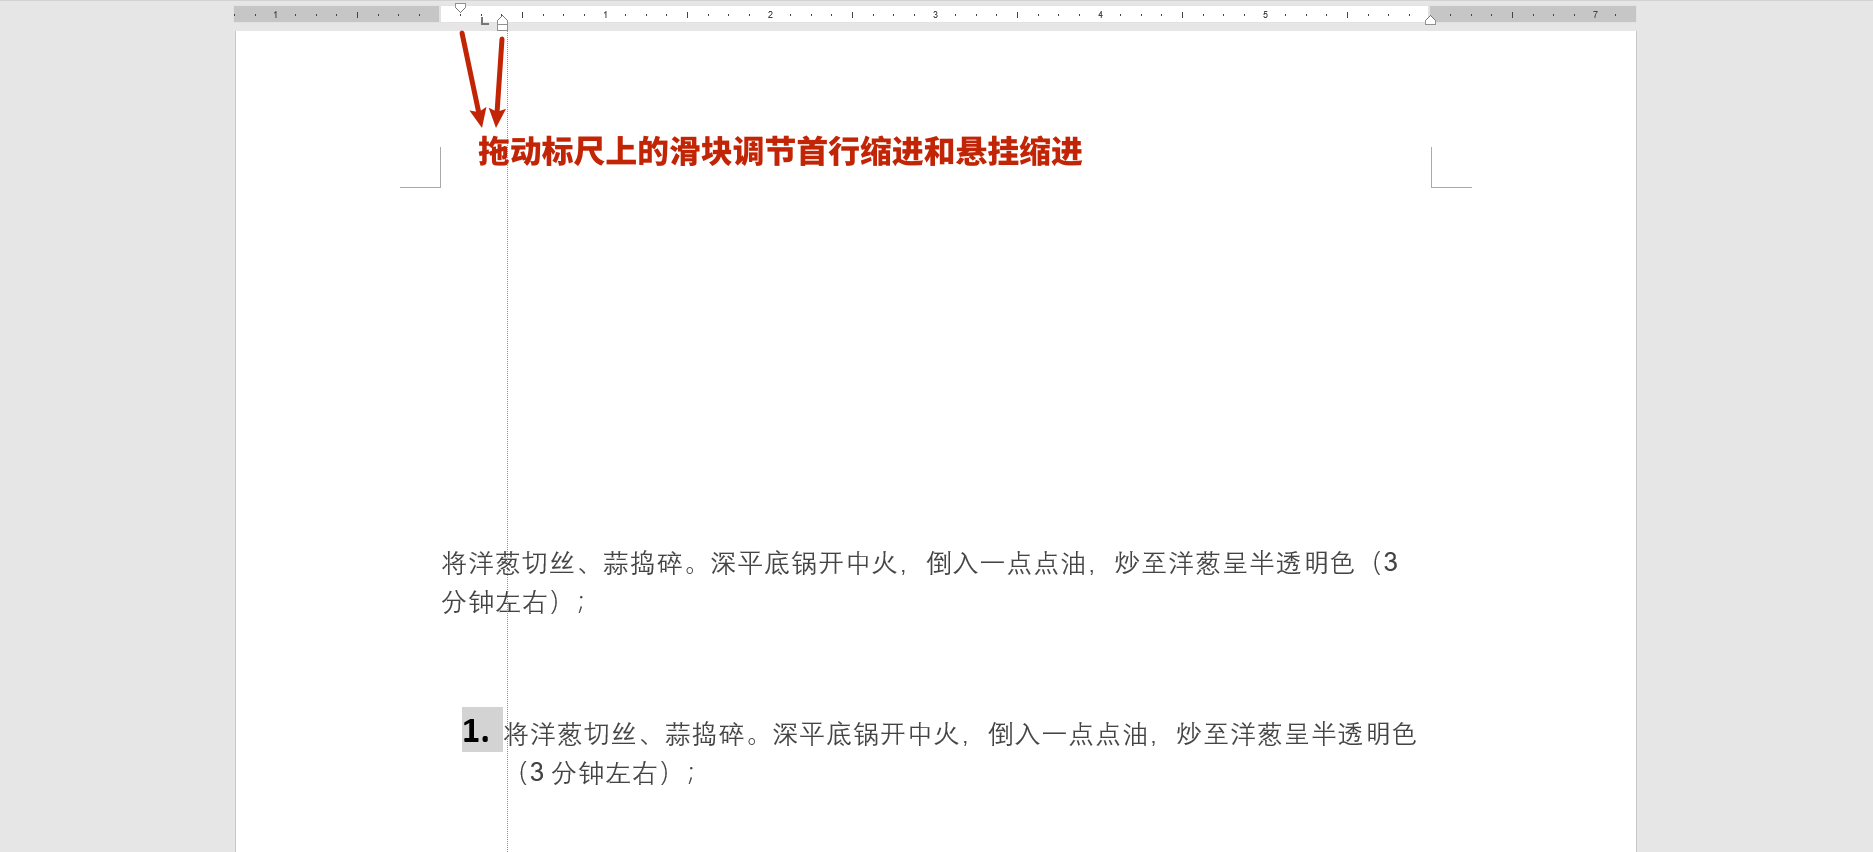 1 1 2 3 4 5 7
拖动标尺上的滑块调节首行缩进和悬挂缩进
将洋葱切丝、蒜捣碎。深平底锅开中火，倒入一点点油，炒至洋葱呈半透明色（3
分钟左右）；
1. 将洋葱切丝、蒜捣碎。深平底锅开中火，倒入一点点油，炒至洋葱呈半透明色
（3 分钟左右）；